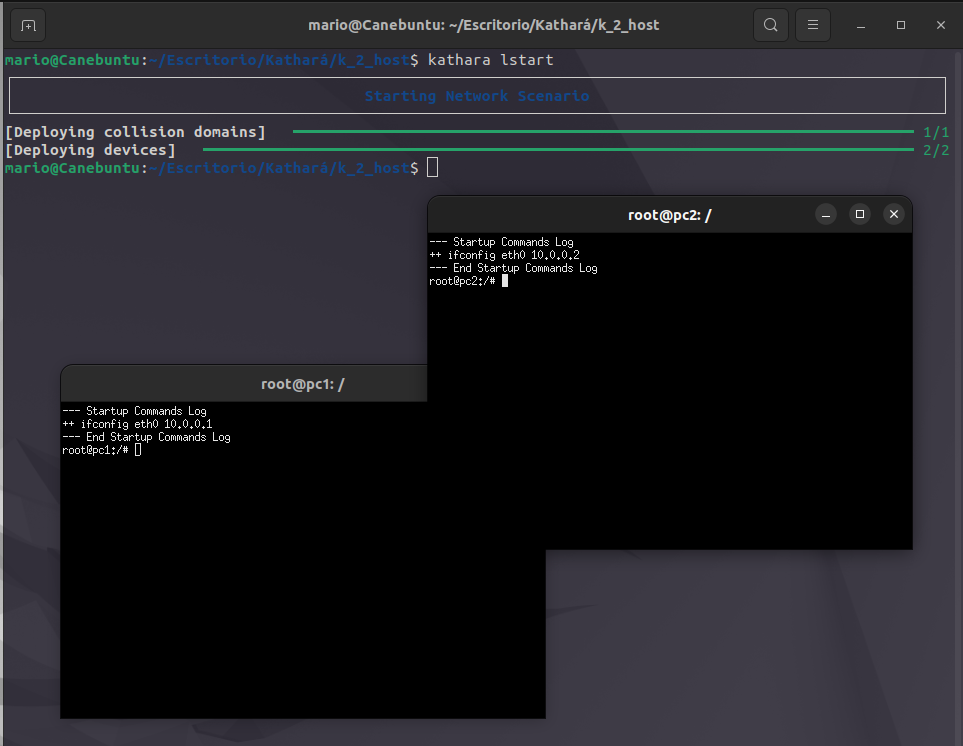 mario@Canebuntu: ~/Escritorio/Kathará/k_2_host
mario@Canebuntu:~/Escritorio/Kathará/k_2_host$ kathara lstart
Starting Network Scenario
[Deploying collision domains] 1/1
[Deploying devices] 2/2
mario@Canebuntu:~/Escritorio/Kathará/k_2_host$
root@pc2: /
--- Startup Commands Log
++ ifconfig eth0 10.0.0.2
--- End Startup Commands Log
root@pc2:/#
root@pc1: /
--- Startup Commands Log
++ ifconfig eth0 10.0.0.1
--- End Startup Commands Log
root@pc1:/#